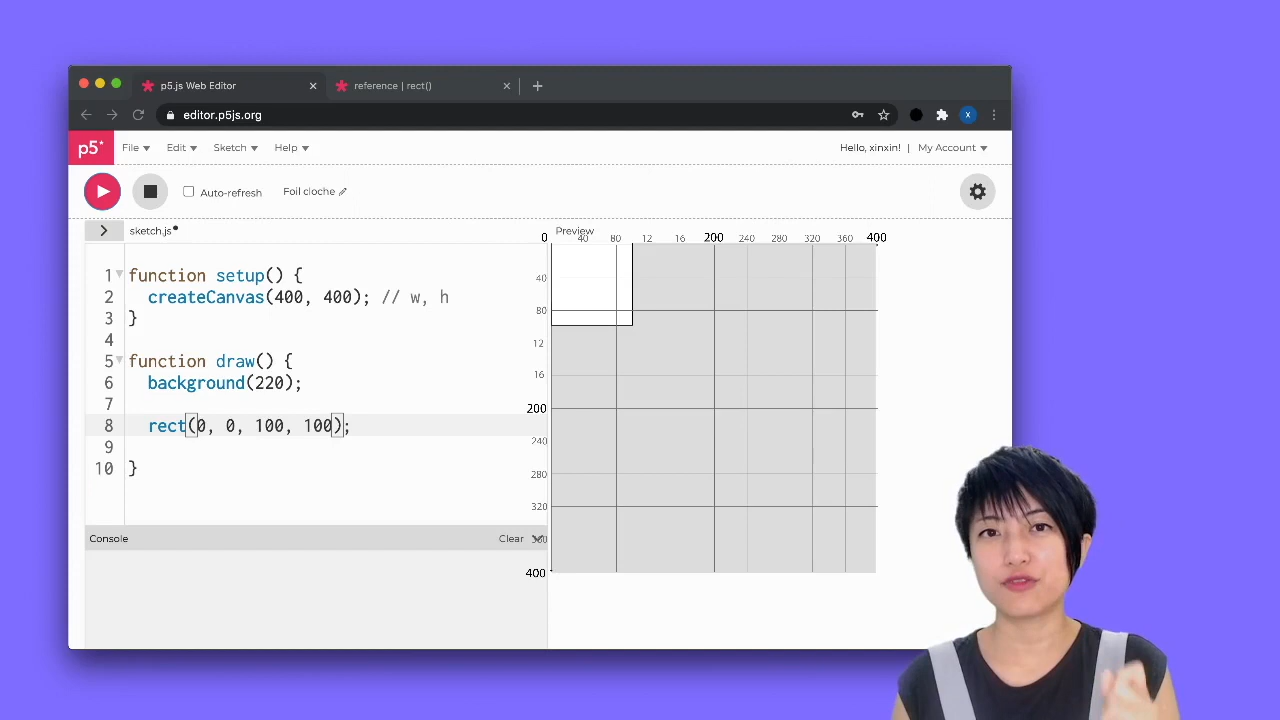 p5.js Web Editor
reference | rect()
editor.p5js.org
X
p5* File Edit Sketch Help Hello, xinxin! | My Account
Auto-refresh Foil cloche
sketch.js
Preview
0 40 80 12 16 200 240 280 320 360 400
40
80
12
16
200
240
280
320
360
400
1 function setup() {
2 createCanvas(400, 400); // w, h
3 }
4
5 function draw() {
6 background(220);
7
8 rect(0, 0, 100, 100);
9
10 }
Console Clear